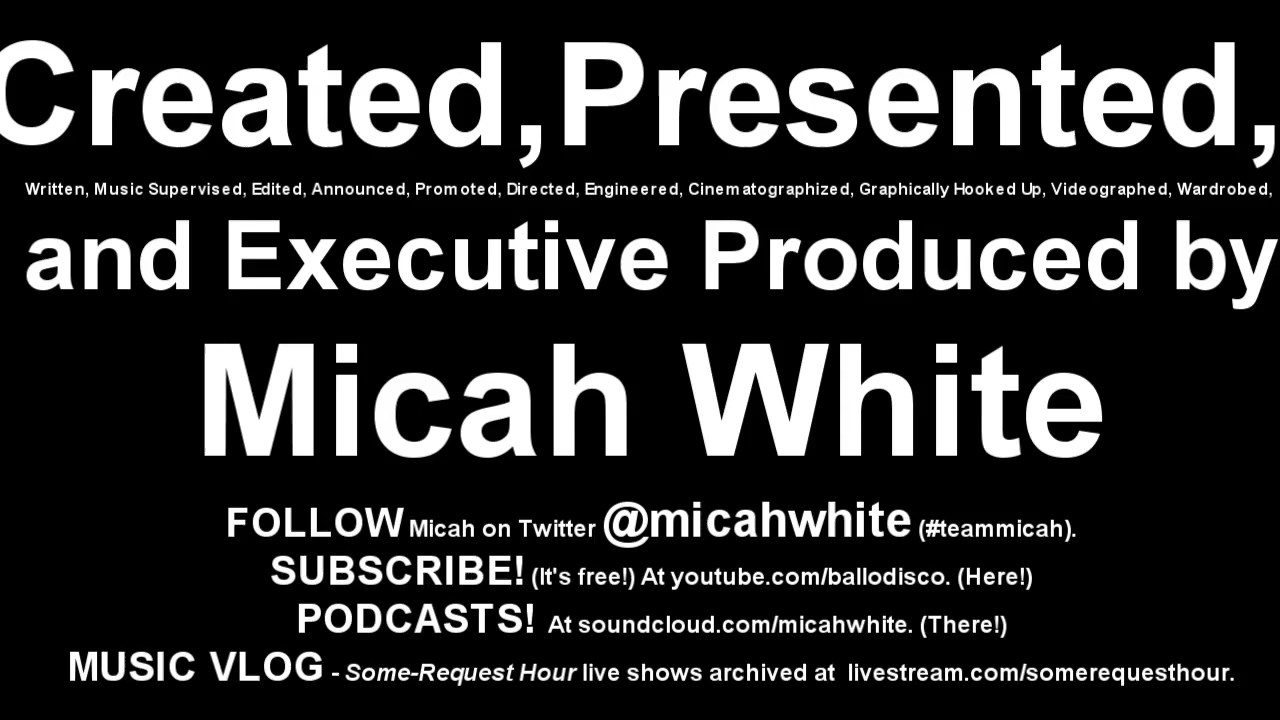 Created,Presented,
Written, Music Supervised, Edited, Announced, Promoted, Directed, Engineered, Cinematographized, Graphically Hooked Up, Videographed, Wardrobed,
and Executive Produced by
Micah White
FOLLOW Micah on Twitter @micahwhite (#teammicah).
SUBSCRIBE! (It's free!) At youtube.com/ballodisco. (Here!)
PODCASTS! At soundcloud.com/micahwhite. (There!)
MUSIC VLOG - Some-Request Hour live shows archived at livestream.com/somerequesthour.